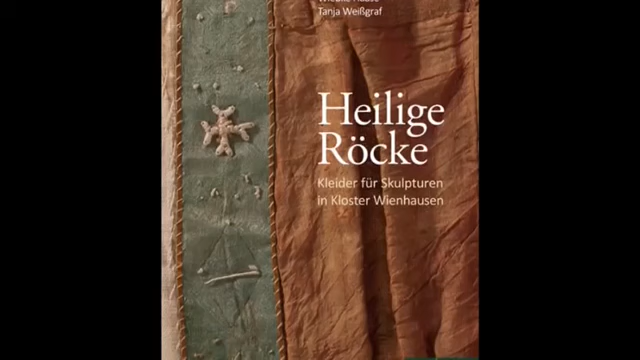 Tanja Weißgraf
Heilige
Röcke
Kleider für Skulpturen
in Kloster Wienhausen